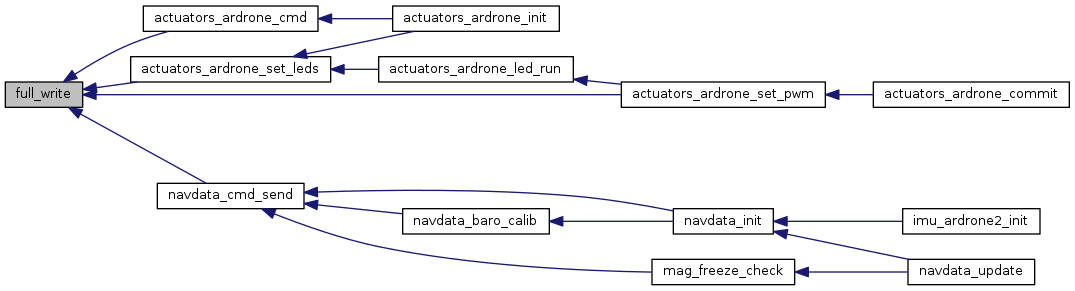 actuators_ardrone_cmd
actuators_ardrone_init
actuators_ardrone_set_leds
actuators_ardrone_led_run
full_write
actuators_ardrone_set_pwm
actuators_ardrone_commit
navdata_cmd_send
navdata_baro_calib
navdata_init
imu_ardrone2_init
mag_freeze_check
navdata_update